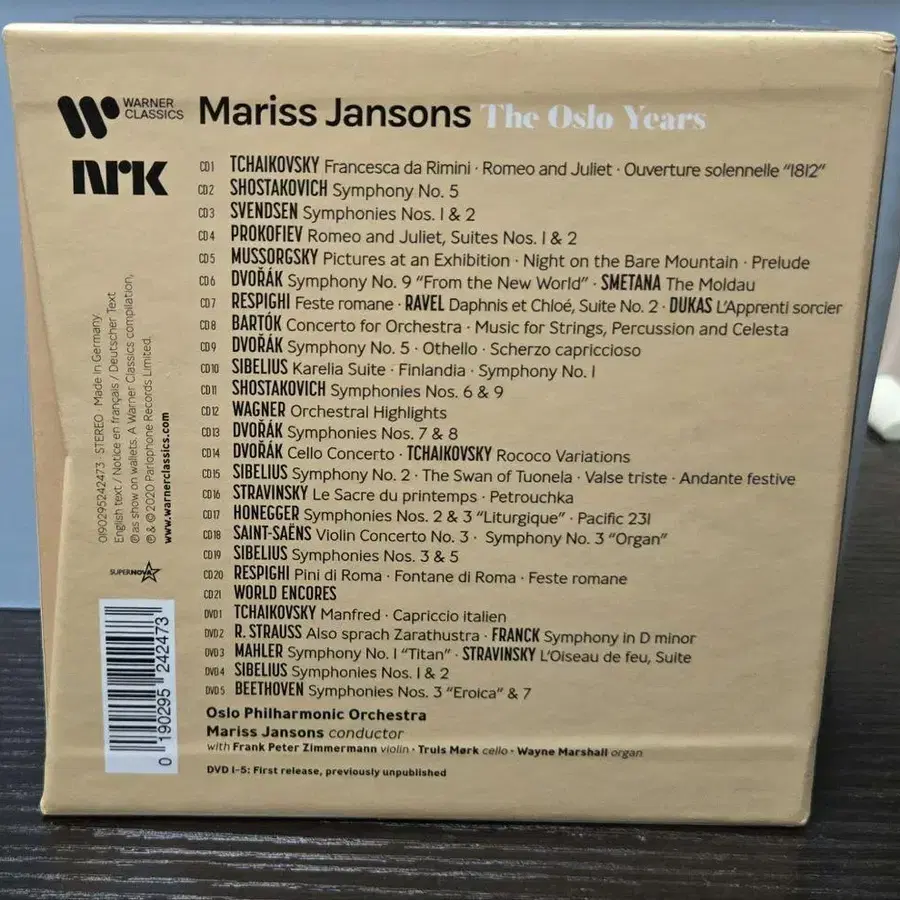 WARNER
CLASSICS
Mariss Jansons The Oslo Years
nrk
CD1 TCHAIKOVSKY Francesca da Rimini · Romeo and Juliet · Ouverture solennelle “1812”
CD2 SHOSTAKOVICH Symphony No. 5
CD3 SVENDSEN Symphonies Nos. 1 & 2
CD4 PROKOFIEV Romeo and Juliet, Suites Nos. 1 & 2
CD5 MUSSORGSKY Pictures at an Exhibition · Night on the Bare Mountain · Prelude
CD6 DVOŘÁK Symphony No. 9 “From the New World” · SMETANA The Moldau
CD7 RESPIGHI Feste romane · RAVEL Daphnis et Chloé, Suite No. 2 · DUKAS L’Apprenti sorcier
CD8 BARTÓK Concerto for Orchestra · Music for Strings, Percussion and Celesta
CD9 DVOŘÁK Symphony No. 5 · Othello · Scherzo capriccioso
CD10 SIBELIUS Karelia Suite · Finlandia · Symphony No. 1
CD11 SHOSTAKOVICH Symphonies Nos. 6 & 9
CD12 WAGNER Orchestral Highlights
CD13 DVOŘÁK Symphonies Nos. 7 & 8
CD14 DVOŘÁK Cello Concerto · TCHAIKOVSKY Rococo Variations
CD15 SIBELIUS Symphony No. 2 · The Swan of Tuonela · Valse triste · Andante festive
CD16 STRAVINSKY Le Sacre du printemps · Petrouchka
CD17 HONEGGER Symphonies Nos. 2 & 3 “Liturgique” · Pacific 231
CD18 SAINT-SAËNS Violin Concerto No. 3 · Symphony No. 3 “Organ”
CD19 SIBELIUS Symphonies Nos. 3 & 5
CD20 RESPIGHI Pini di Roma · Fontane di Roma · Feste romane
CD21 WORLD ENCORES
DVD1 TCHAIKOVSKY Manfred · Capriccio italien
DVD2 R. STRAUSS Also sprach Zarathustra · FRANCK Symphony in D minor
DVD3 MAHLER Symphony No. 1 “Titan” · STRAVINSKY L’Oiseau de feu, Suite
DVD4 SIBELIUS Symphonies Nos. 1 & 2
DVD5 BEETHOVEN Symphonies Nos. 3 “Eroica” & 7
Oslo Philharmonic Orchestra
Mariss Jansons conductor
with Frank Peter Zimmermann violin · Truls Mørk cello · Wayne Marshall organ
DVD 1-5: First release, previously unpublished
0190295242473 · STEREO · Made in Germany.
English text / Notice en français / Deutscher Text
℗ as show on wallets. A Warner Classics compilation,
℗ & © 2020 Parlophone Records Limited.
www.warnerclassics.com
SUPERNOVA
0 190295 242473